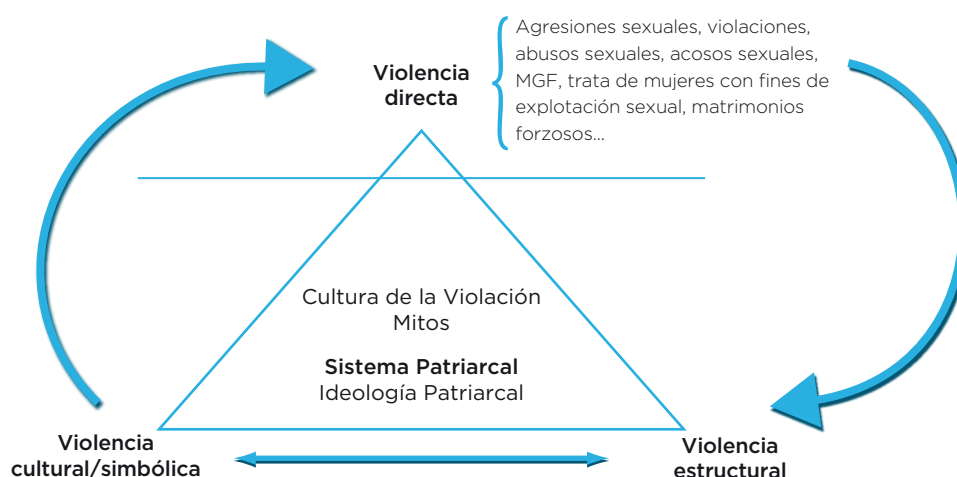 Violencia
directa
Agresiones sexuales, violaciones,
abusos sexuales, acosos sexuales,
MGF, trata de mujeres con fines de
explotación sexual, matrimonios
forzosos...
Cultura de la Violación
Mitos
Sistema Patriarcal
Ideología Patriarcal
Violencia
cultural/simbólica
Violencia
estructural